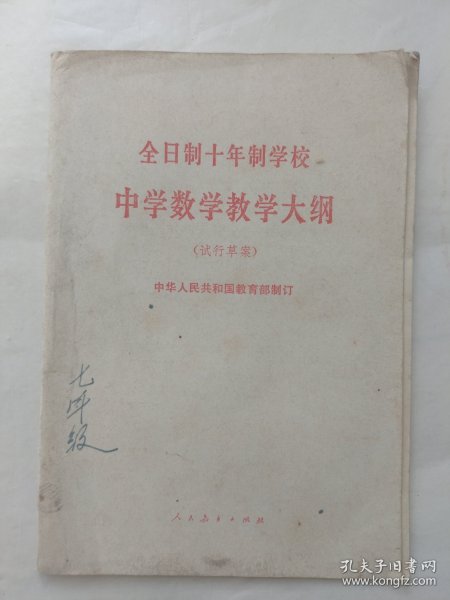 全日制十年制学校
中学数学教学大纲
（试行草案）
中华人民共和国教育部制订
七年级
人民教育出版社
孔夫子旧书网
www.kongfz.com